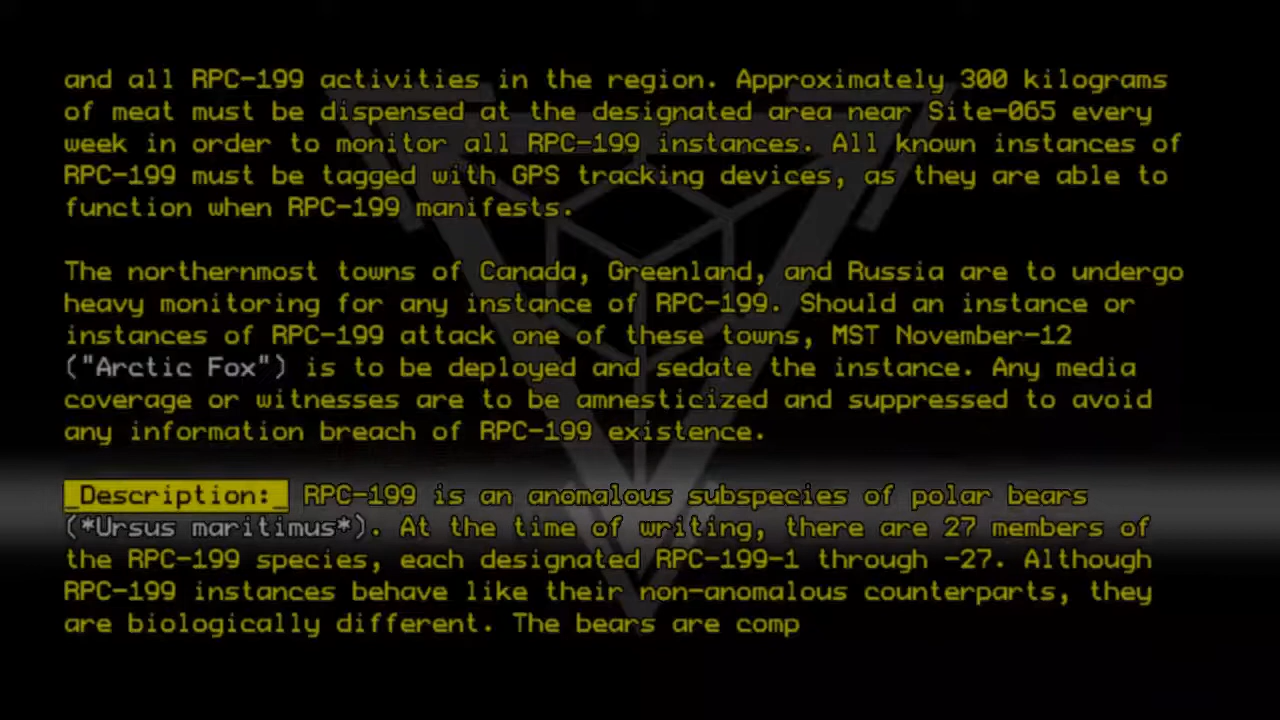 and all RPC-199 activities in the region. Approximately 300 kilograms
of meat must be dispensed at the designated area near Site-065 every
week in order to monitor all RPC-199 instances. All known instances of
RPC-199 must be tagged with GPS tracking devices, as they are able to
function when RPC-199 manifests.
The northernmost towns of Canada, Greenland, and Russia are to undergo
heavy monitoring for any instance of RPC-199. Should an instance or
instances of RPC-199 attack one of these towns, MST November-12
("Arctic Fox") is to be deployed and sedate the instance. Any media
coverage or witnesses are to be amnesticized and suppressed to avoid
any information breach of RPC-199 existence.
_Description:_ RPC-199 is an anomalous subspecies of polar bears
(*Ursus maritimus*). At the time of writing, there are 27 members of
the RPC-199 species, each designated RPC-199-1 through -27. Although
RPC-199 instances behave like their non-anomalous counterparts, they
are biologically different. The bears are comp